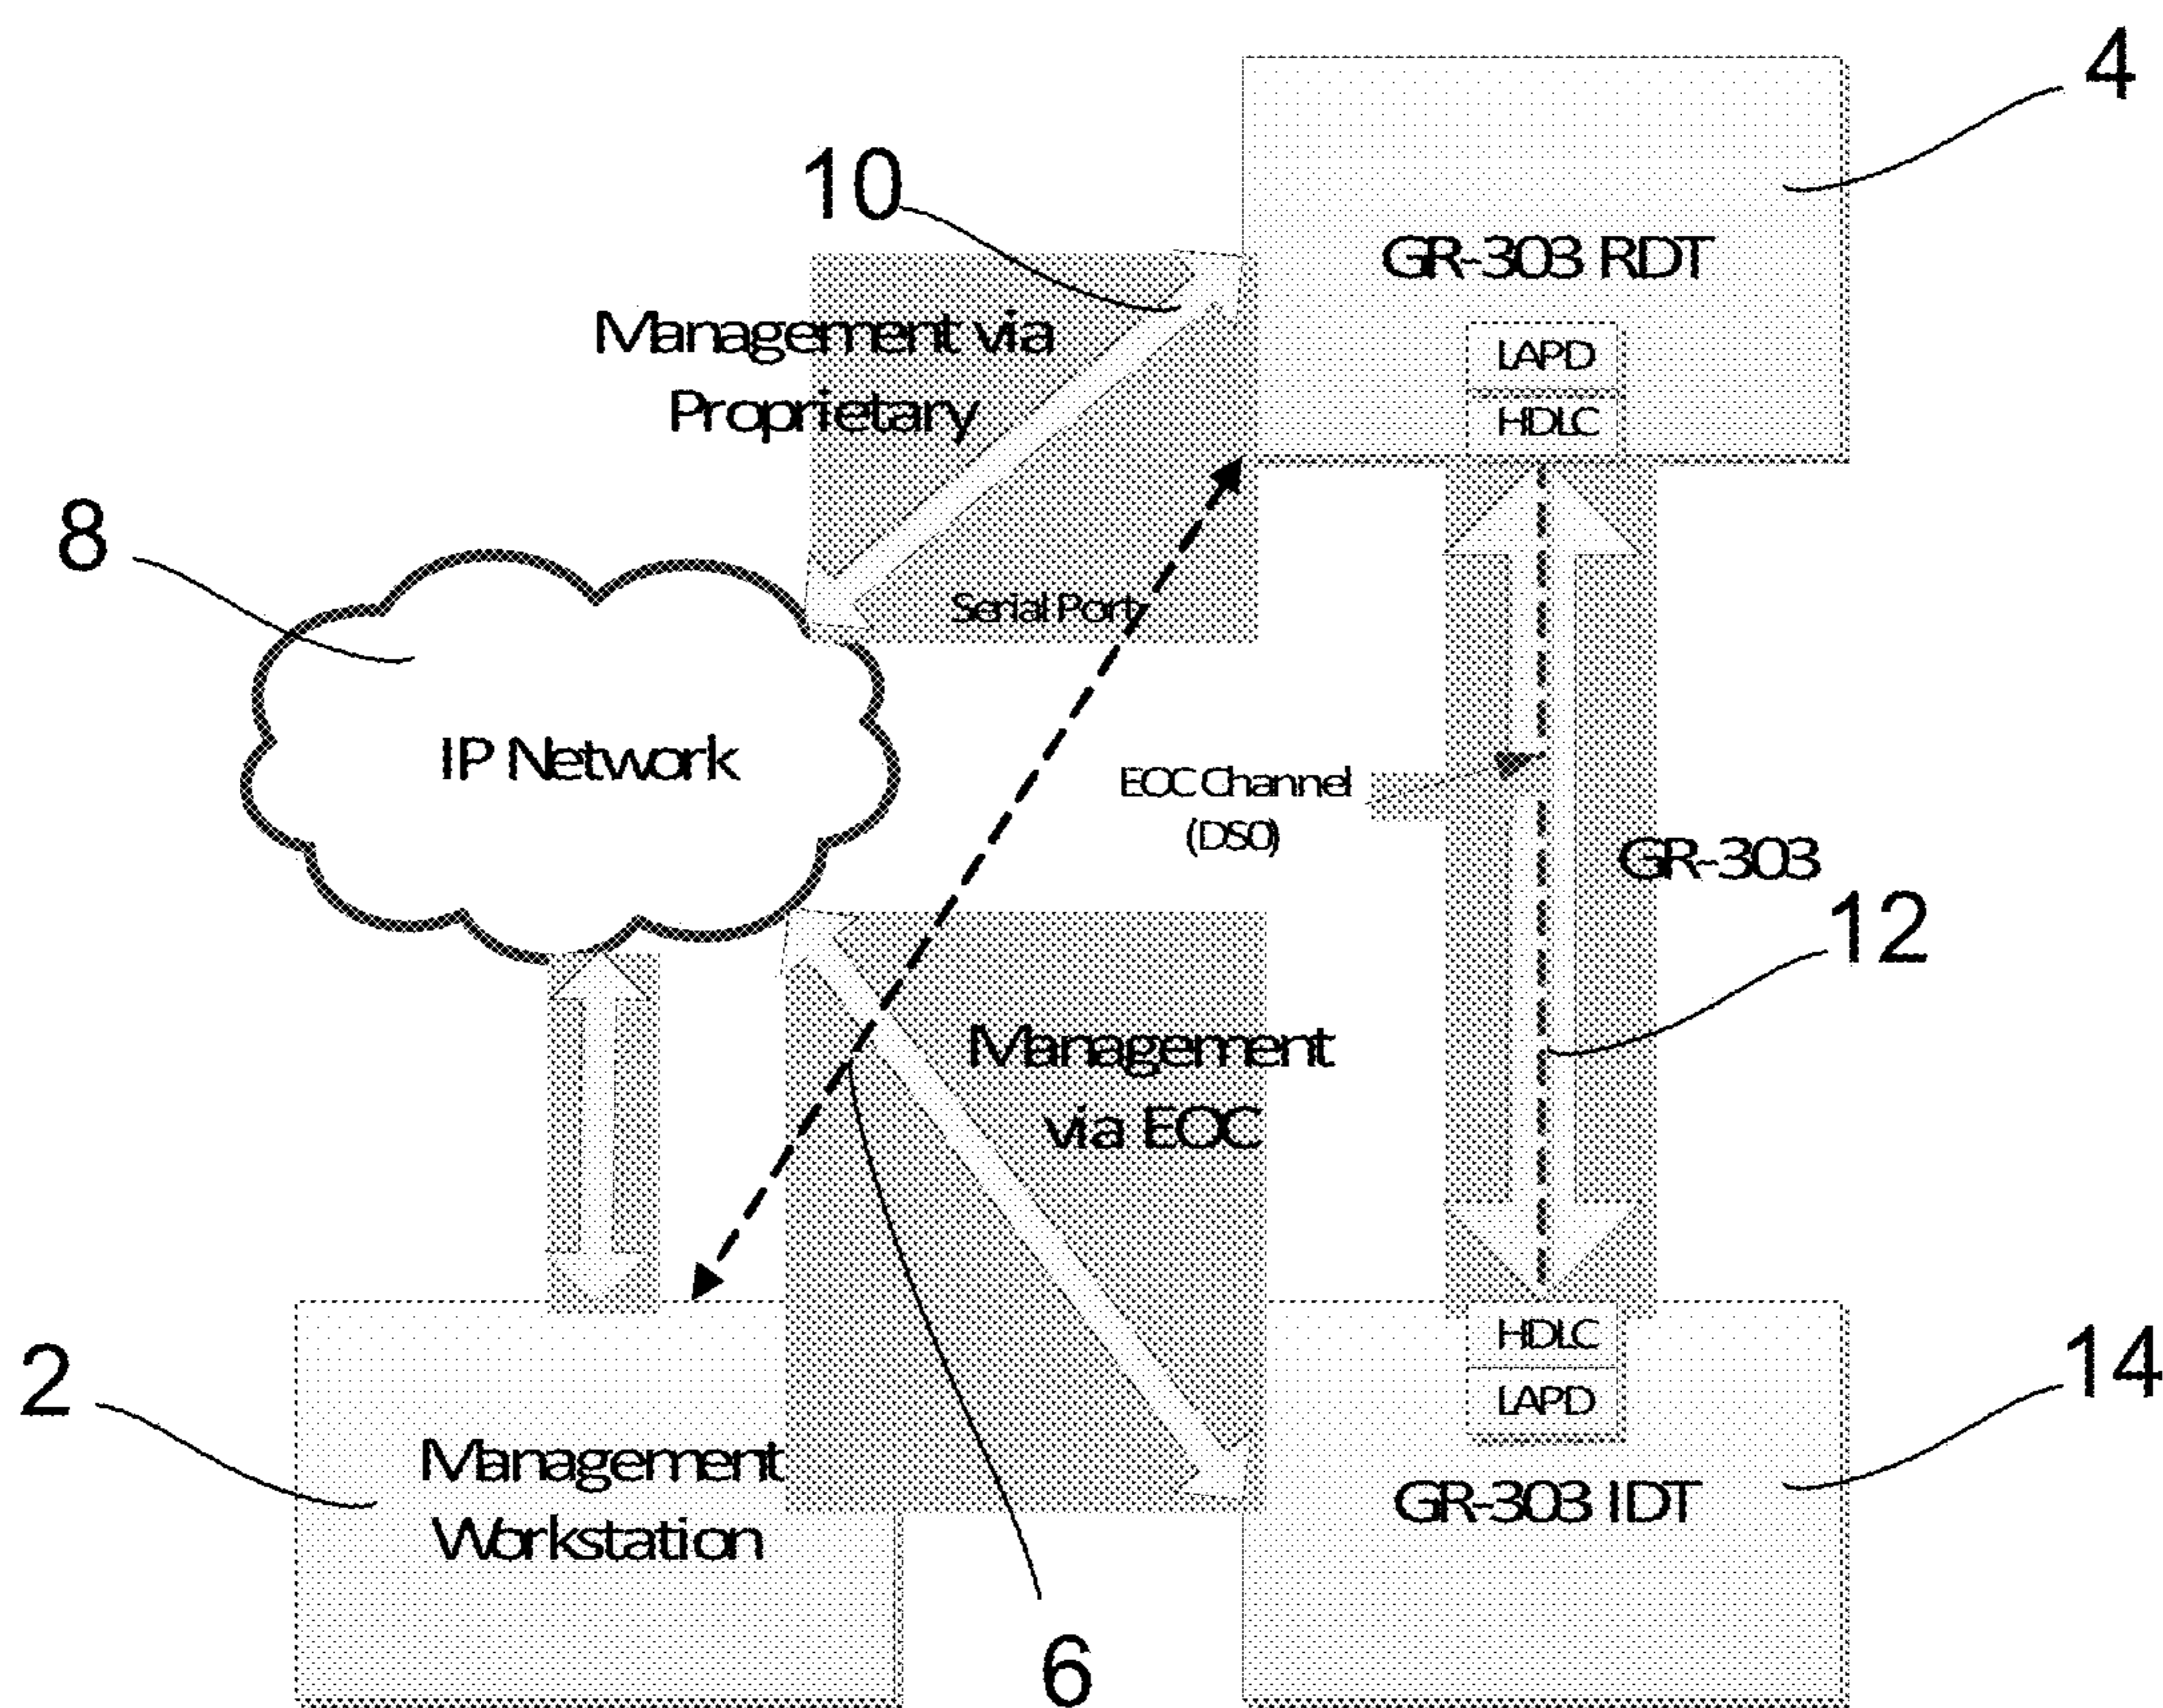 4
10
GR-303 RDT
Management via
Proprietary
LAPD
HDLC
8
Serial Port
IP Network
EOC Channel
(DS0)
GR-303
12
Management
via EOC
HDLC
LAPD
2
14
Management
Workstation
GR-303 IDT
6